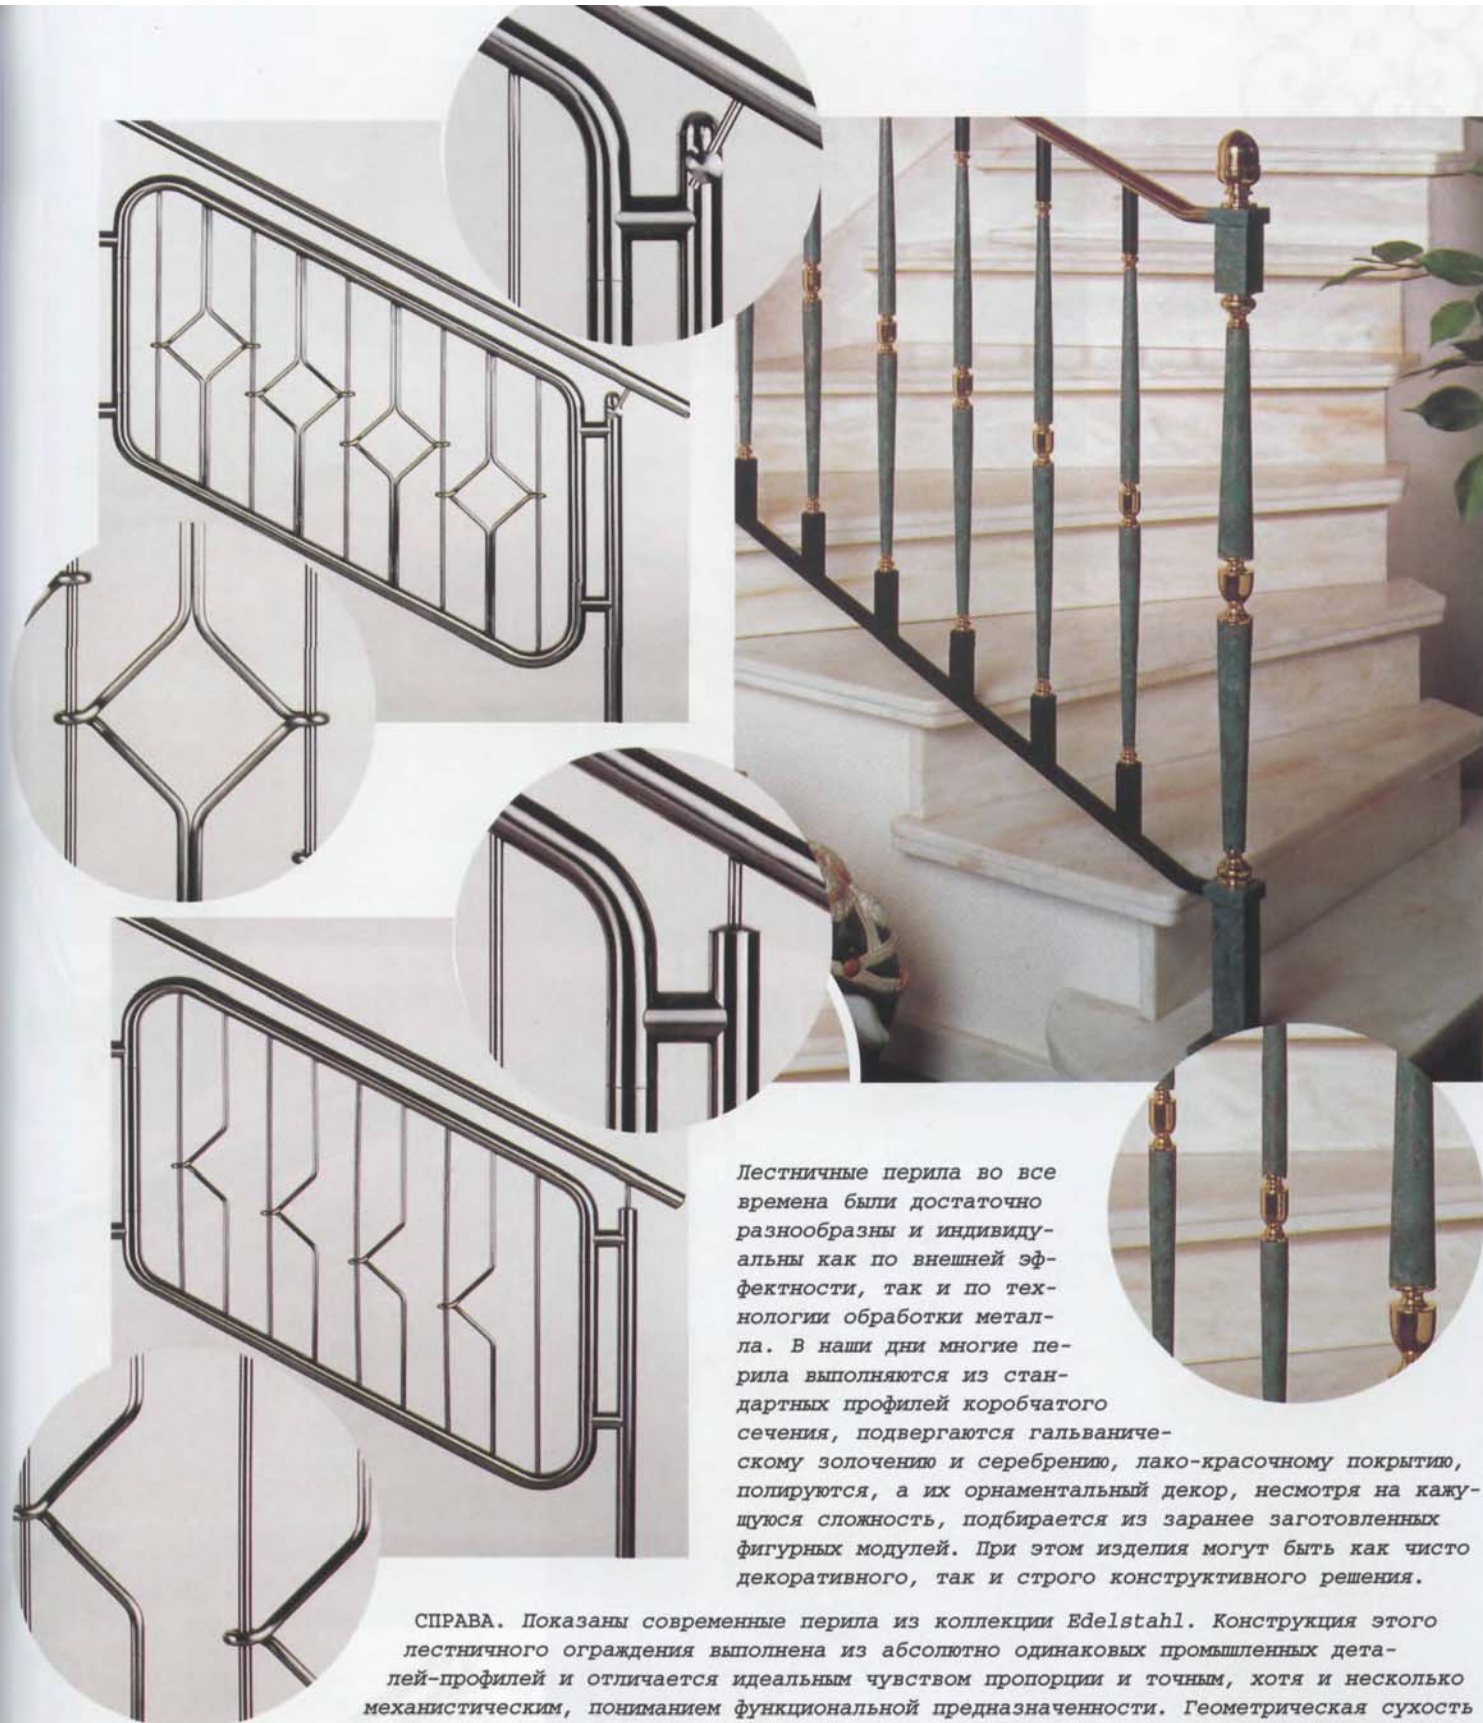 Лестничные перила во все
времена были достаточно
разнообразны и индивиду-
альны как по внешней эф-
фектности, так и по тех-
нологии обработки метал-
ла. В наши дни многие пе-
рила выполняются из стан-
дартных профилей коробчатого
сечения, подвергаются гальваниче-
скому золочению и серебрению, лако-красочному покрытию,
полируются, а их орнаментальный декор, несмотря на кажу-
щуюся сложность, подбирается из заранее заготовленных
фигурных модулей. При этом изделия могут быть как чисто
декоративного, так и строго конструктивного решения.
СПРАВА. Показаны современные перила из коллекции Edelstahl. Конструкция этого
лестничного ограждения выполнена из абсолютно одинаковых промышленных дета-
лей-профилей и отличается идеальным чувством пропорции и точным, хотя и несколько
механистическим, пониманием функциональной предназначенности. Геометрическая сухость